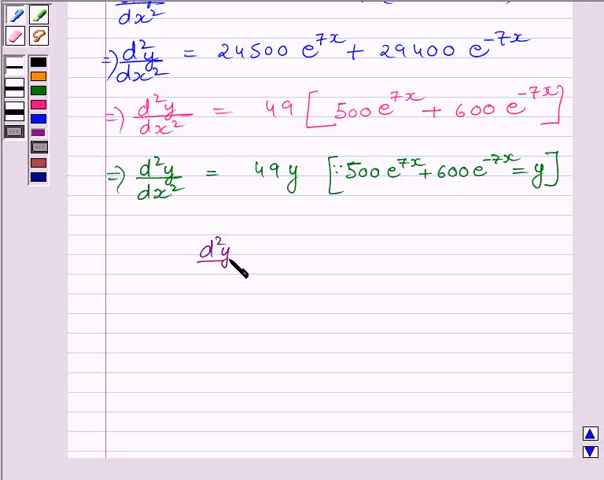 dx²
⇒ d²y/dx² = 24500 e^7x + 29400 e^-7x
⇒ d²y/dx² = 49 [ 500 e^7x + 600 e^-7x ]
⇒ d²y/dx² = 49y [∵ 500 e^7x + 600 e^-7x = y ]
d²y